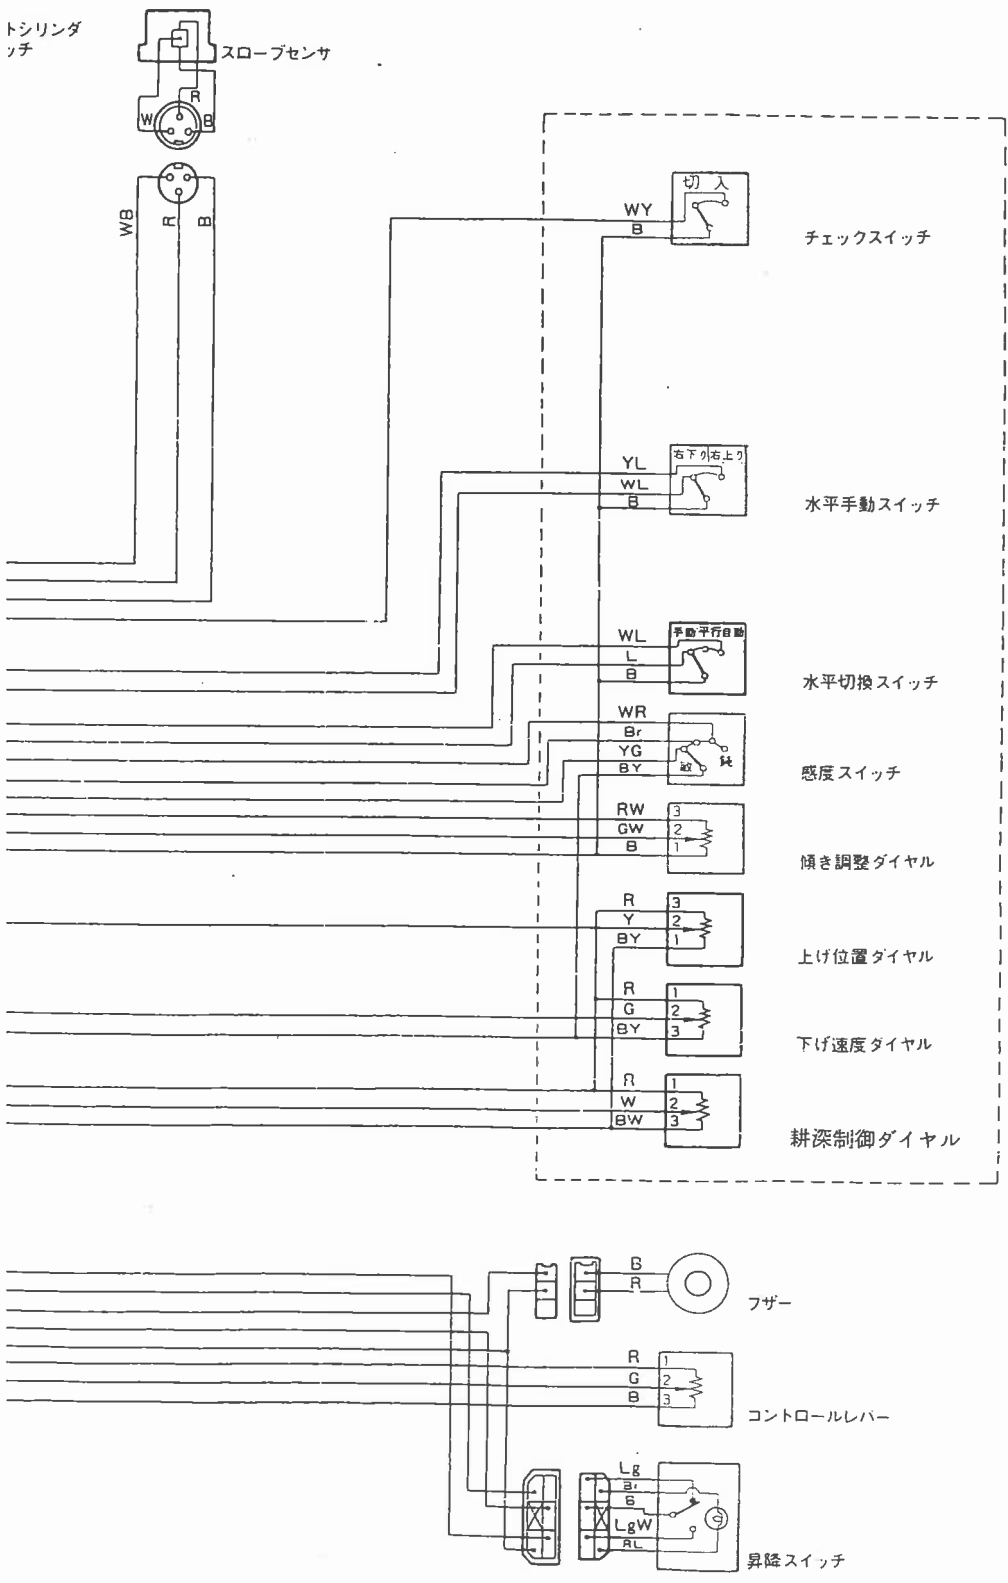 トシリンダ
ッチ
スロープセンサ
R
W
B
WB
R
B
切 入
WY
B
チェックスイッチ
右下り 右上り
YL
WL
B
水平手動スイッチ
手動 平行 自動
WL
L
B
水平切換スイッチ
WR
Br
YG
BY
敏 鈍
感度スイッチ
RW 3
GW 2
B 1
傾き調整ダイヤル
R 3
Y 2
BY 1
上げ位置ダイヤル
R 1
G 2
BY 3
下げ速度ダイヤル
R 1
W 2
BW 3
耕深制御ダイヤル
B
R
ブザー
R 1
G 2
B 3
コントロールレバー
Lg
Br
B
LgW
RL
昇降スイッチ